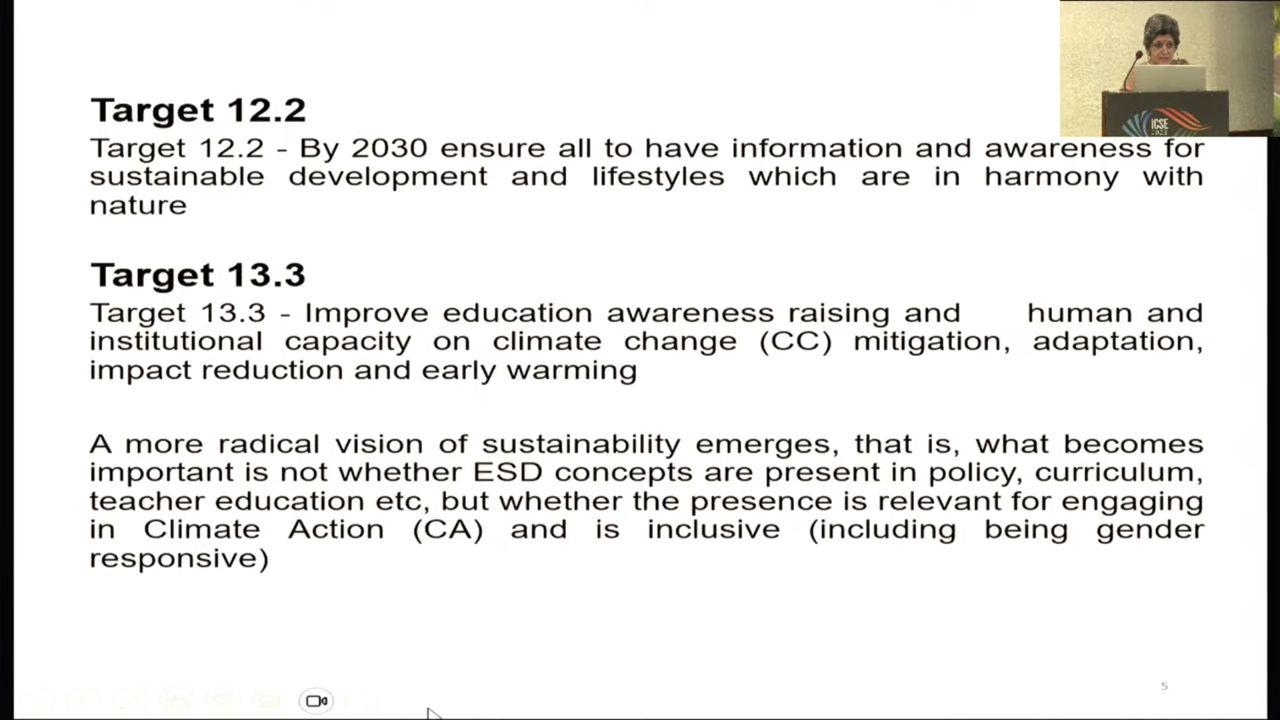 Target 12.2
Target 12.2 - By 2030 ensure all to have information and awareness for
sustainable development and lifestyles which are in harmony with
nature
Target 13.3
Target 13.3 - Improve education awareness raising and human and
institutional capacity on climate change (CC) mitigation, adaptation,
impact reduction and early warming
A more radical vision of sustainability emerges, that is, what becomes
important is not whether ESD concepts are present in policy, curriculum,
teacher education etc, but whether the presence is relevant for engaging
in Climate Action (CA) and is inclusive (including being gender
responsive)
5
ICSE
2023